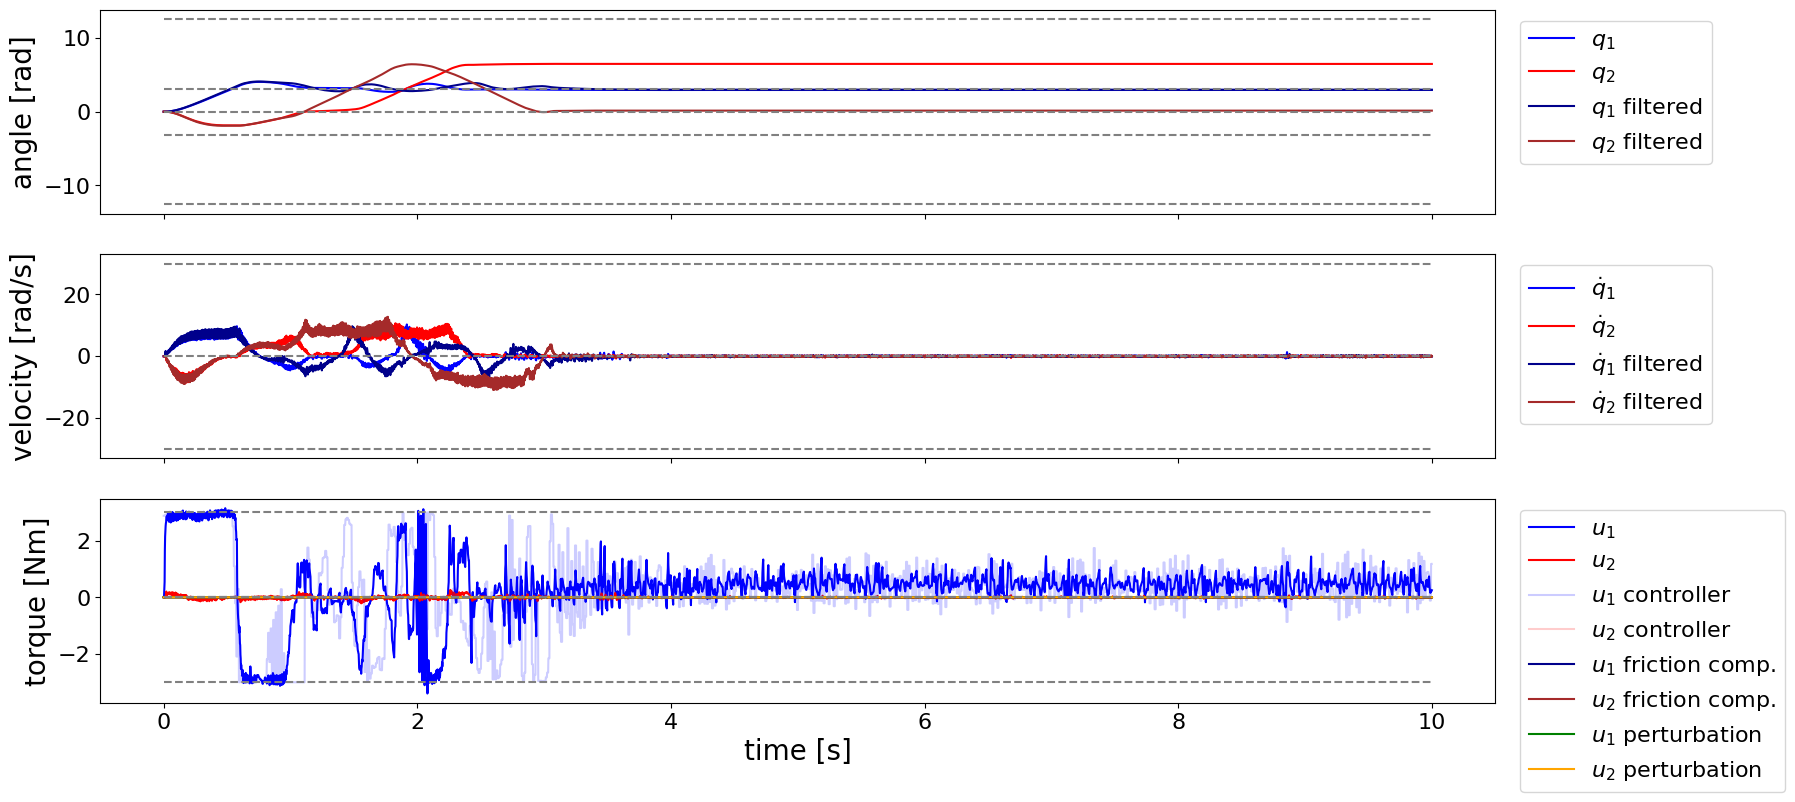 angle [rad]
10
0
−10
q₁
q₂
q₁ filtered
q₂ filtered
velocity [rad/s]
20
0
−20
q̇₁
q̇₂
q̇₁ filtered
q̇₂ filtered
torque [Nm]
2
0
−2
0
2
4
6
8
10
time [s]
u₁
u₂
u₁ controller
u₂ controller
u₁ friction comp.
u₂ friction comp.
u₁ perturbation
u₂ perturbation